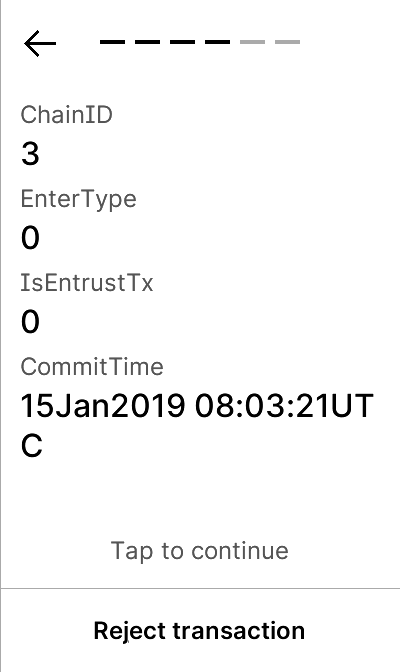 ChainID
3
EnterType
0
IsEntrustTx
0
CommitTime
15Jan2019 08:03:21UT
C
Tap to continue
Reject transaction